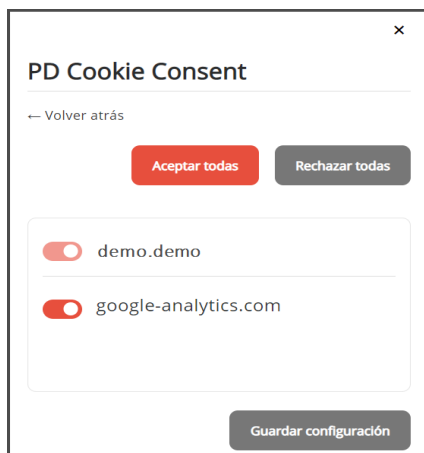 ×
PD Cookie Consent
← Volver atrás
Aceptar todas Rechazar todas
demo.demo
google-analytics.com
Guardar configuración